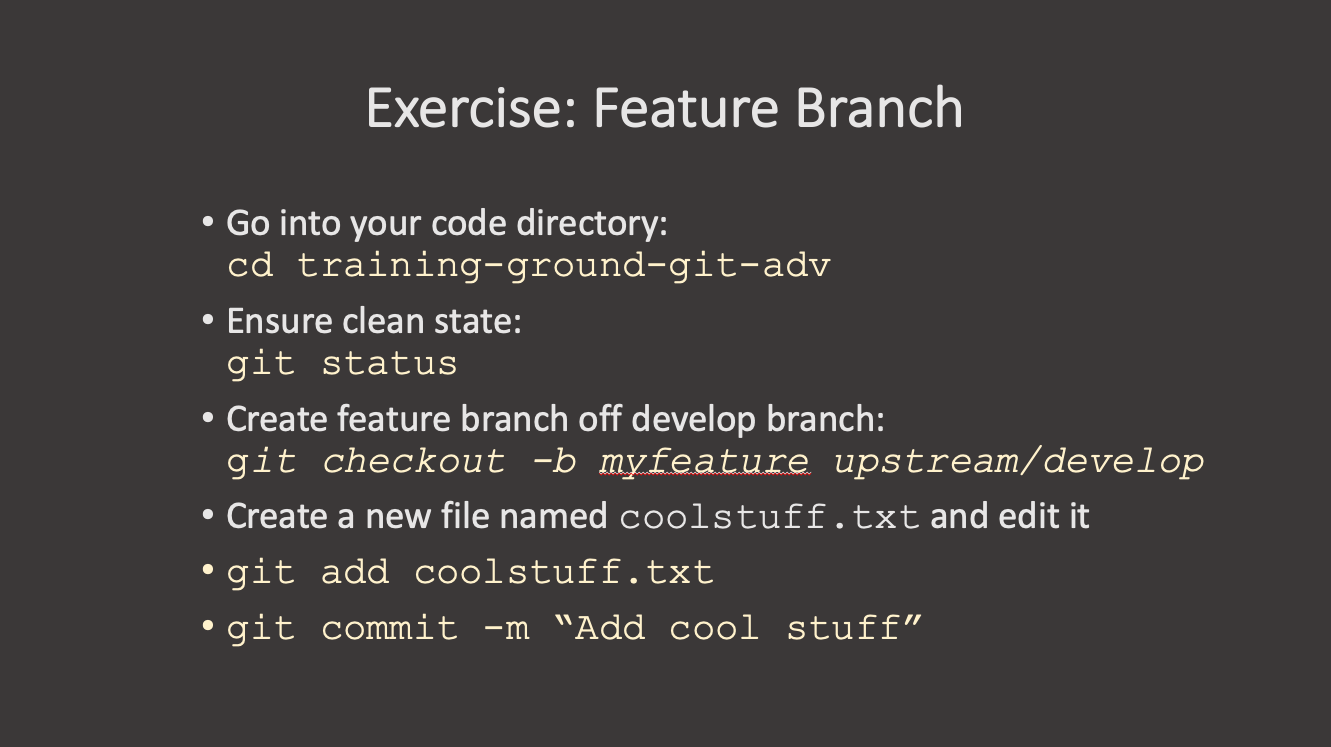 Exercise: Feature Branch
• Go into your code directory:
cd training-ground-git-adv
• Ensure clean state:
git status
• Create feature branch off develop branch:
git checkout -b myfeature upstream/develop
• Create a new file named coolstuff.txt and edit it
• git add coolstuff.txt
• git commit -m “Add cool stuff”